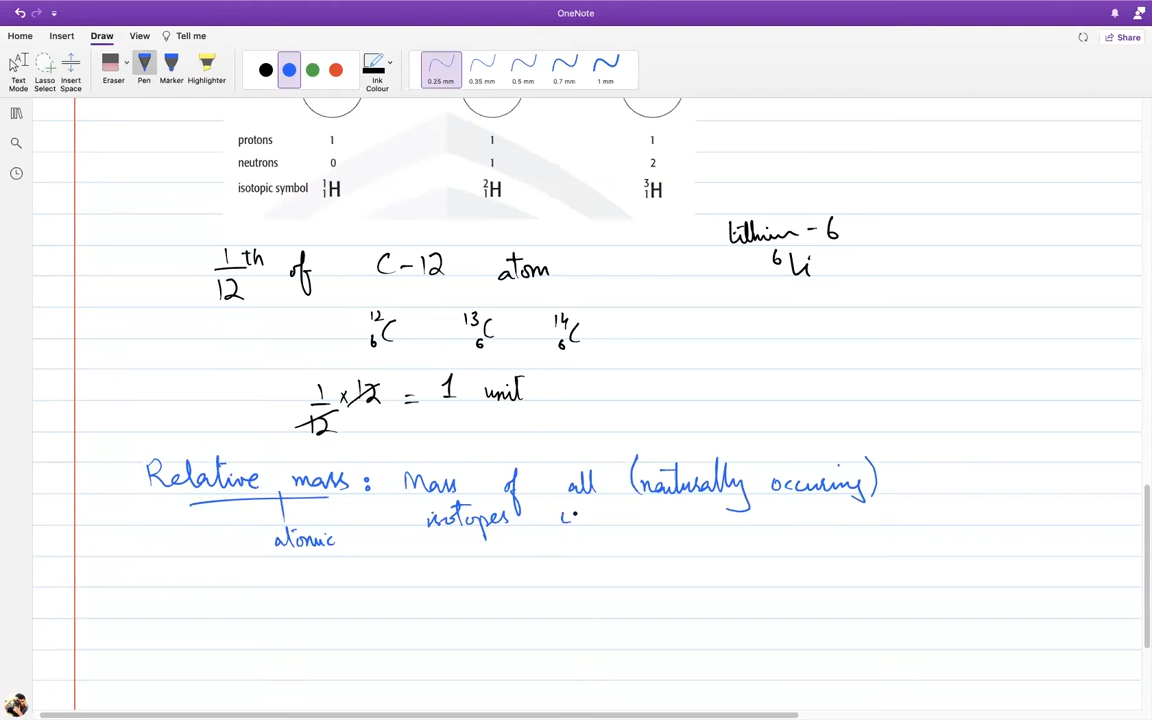 OneNote
Home Insert Draw View Tell me
Share
Text Mode
Lasso Select
Insert Space
Eraser
Pen
Marker
Highlighter
Ink Colour
0.25 mm 0.35 mm 0.5 mm 0.7 mm 1 mm
protons 1 1 1
neutrons 0 1 2
isotopic symbol ¹₁H ²₁H ³₁H
Lithium - 6
⁶Li
1/12 th of C-12 atom
¹²₆C ¹³₆C ¹⁴₆C
1/12 × 12 = 1 unit
Relative mass : Mass of all (naturally occuring)
isotopes
atomic